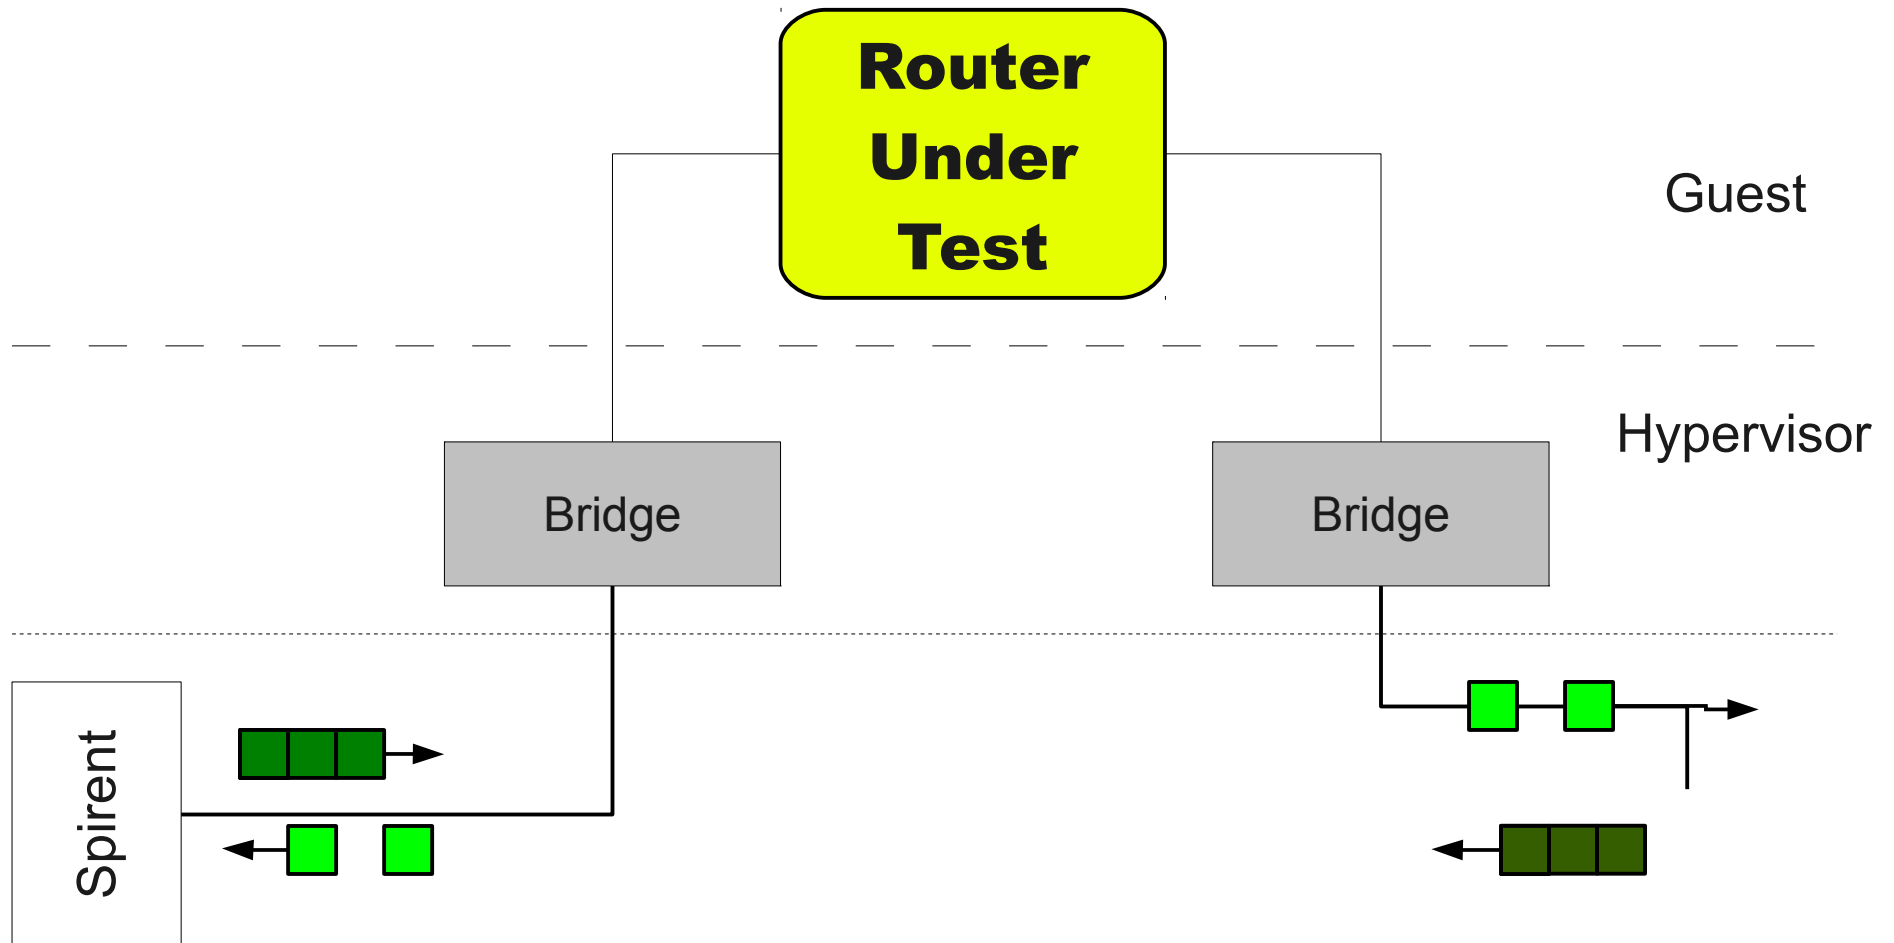 Router
Under
Test
Guest
Hypervisor
Bridge
Bridge
Spirent